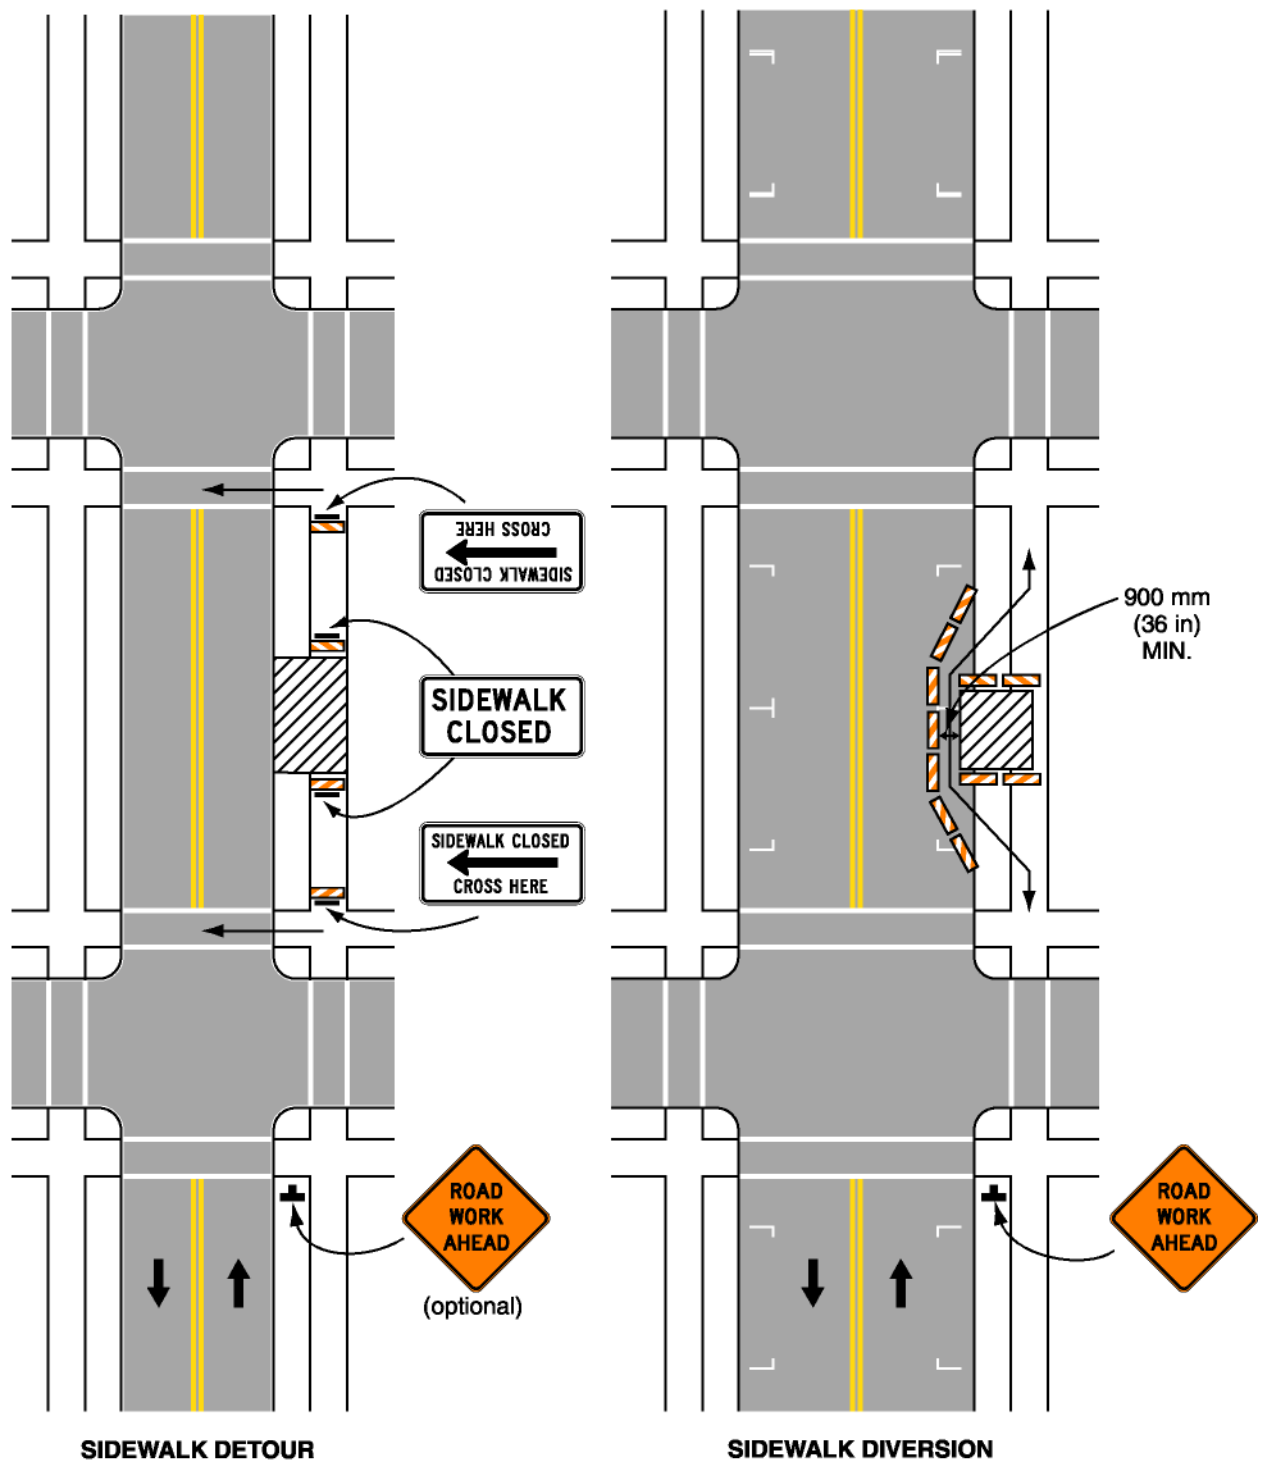 CROSS HERE
SIDEWALK CLOSED
SIDEWALK
CLOSED
SIDEWALK CLOSED
CROSS HERE
900 mm
(36 in)
MIN.
ROAD
WORK
AHEAD
(optional)
ROAD
WORK
AHEAD
SIDEWALK DETOUR
SIDEWALK DIVERSION